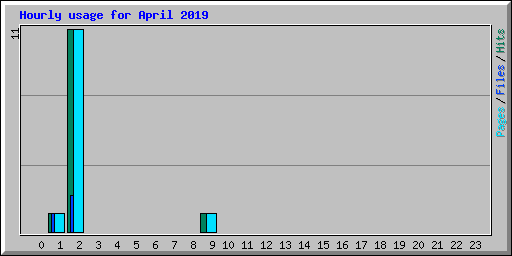 Hourly usage for April 2019
11
Pages/Files/Hits
0 1 2 3 4 5 6 7 8 9 10 11 12 13 14 15 16 17 18 19 20 21 22 23